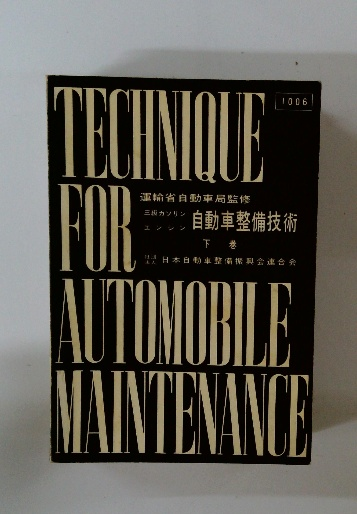 1006
TECHNIQUE
FOR
運輸省自動車局監修
三級ガソリン
エンジン
自動車整備技術
下巻
日本自動車整備振興会連合会
AUTOMOBILE
MAINTENANCE